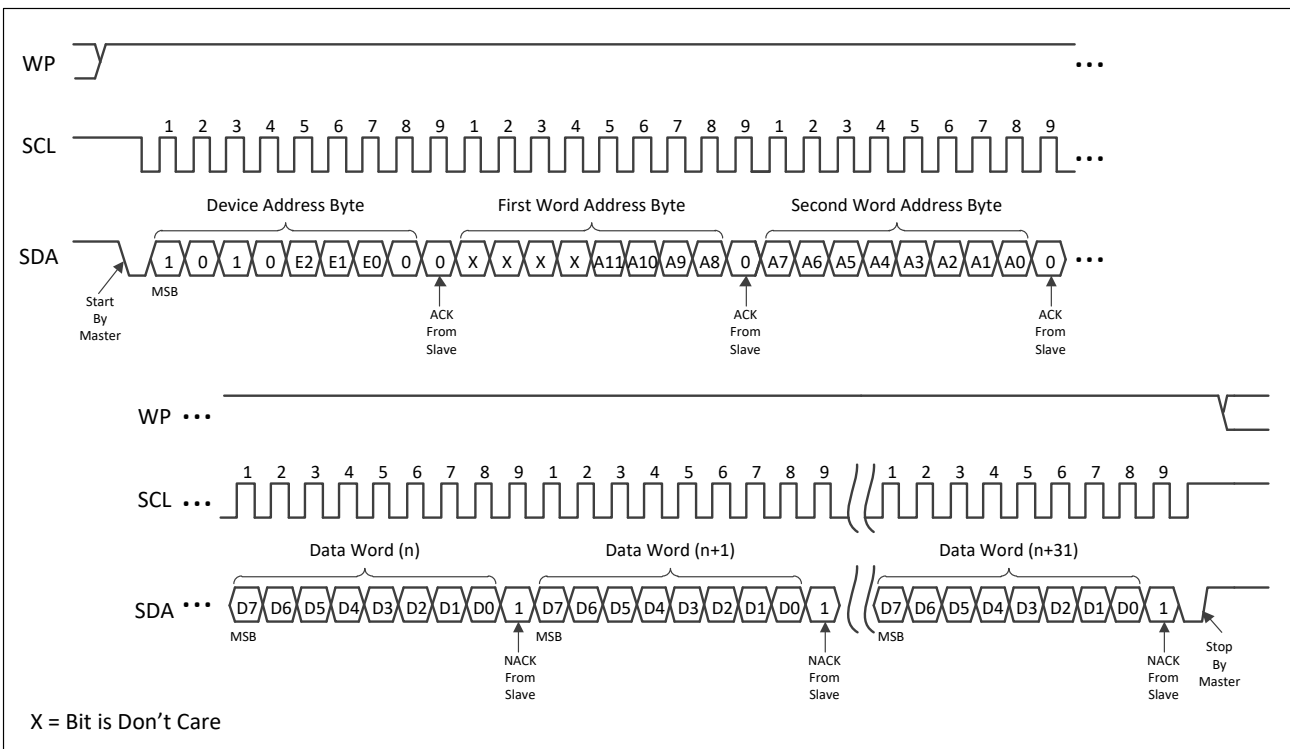 WP
...
1 2 3 4 5 6 7 8 9 1 2 3 4 5 6 7 8 9 1 2 3 4 5 6 7 8 9
SCL
...
Device Address Byte First Word Address Byte Second Word Address Byte
SDA 1 0 1 0 E2 E1 E0 0 0 X X X X A11 A10 A9 A8 0 A7 A6 A5 A4 A3 A2 A1 A0 0 ...
MSB
Start
By
Master
ACK
From
Slave
ACK
From
Slave
ACK
From
Slave
WP ...
1 2 3 4 5 6 7 8 9 1 2 3 4 5 6 7 8 9 1 2 3 4 5 6 7 8 9
SCL ...
Data Word (n) Data Word (n+1) Data Word (n+31)
SDA ... D7 D6 D5 D4 D3 D2 D1 D0 1 D7 D6 D5 D4 D3 D2 D1 D0 1 D7 D6 D5 D4 D3 D2 D1 D0 1
MSB MSB MSB
NACK
From
Slave
NACK
From
Slave
NACK
From
Slave
Stop
By
Master
X = Bit is Don’t Care